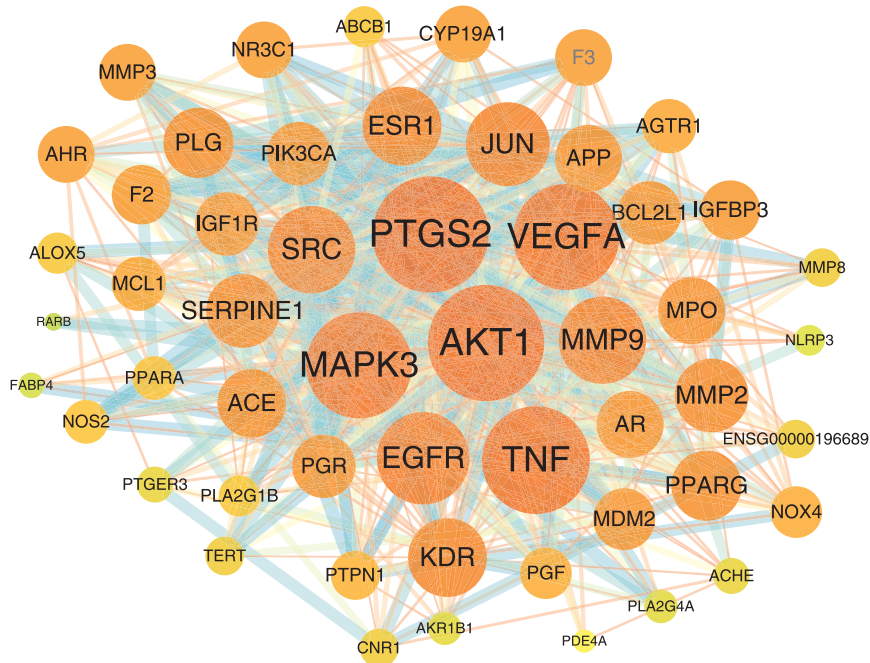 ABCB1
CYP19A1
NR3C1
F3
MMP3
ESR1
JUN
AGTR1
PLG
PIK3CA
APP
AHR
F2
IGF1R
BCL2L1
IGFBP3
PTGS2
VEGFA
SRC
ALOX5
MMP8
MCL1
SERPINE1
MPO
RARB
AKT1
MMP9
NLRP3
MAPK3
FABP4
PPARA
MMP2
ACE
NOS2
AR
ENSG00000196689
PGR
EGFR
TNF
PTGER3
PLA2G1B
PPARG
NOX4
MDM2
TERT
KDR
PTPN1
PGF
ACHE
PLA2G4A
AKR1B1
PDE4A
CNR1